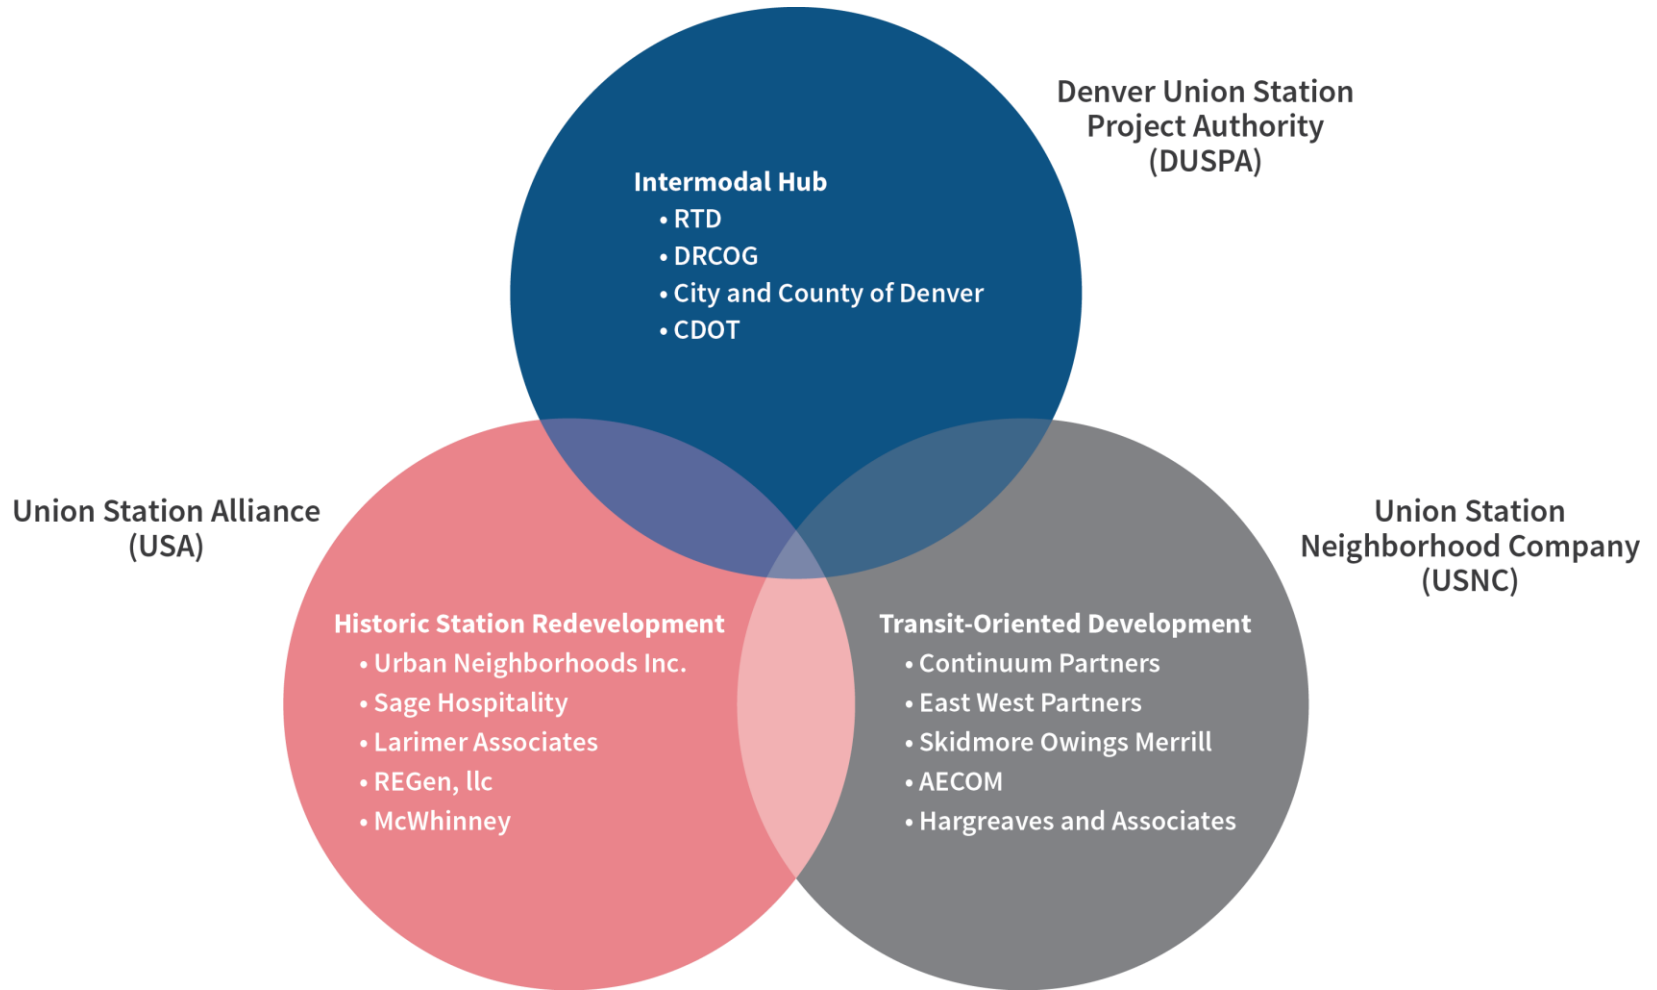 Denver Union Station
Project Authority
(DUSPA)
Intermodal Hub
• RTD
• DRCOG
• City and County of Denver
• CDOT
Union Station Alliance
(USA)
Union Station
Neighborhood Company
(USNC)
Historic Station Redevelopment
• Urban Neighborhoods Inc.
• Sage Hospitality
• Larimer Associates
• REGen, llc
• McWhinney
Transit-Oriented Development
• Continuum Partners
• East West Partners
• Skidmore Owings Merrill
• AECOM
• Hargreaves and Associates